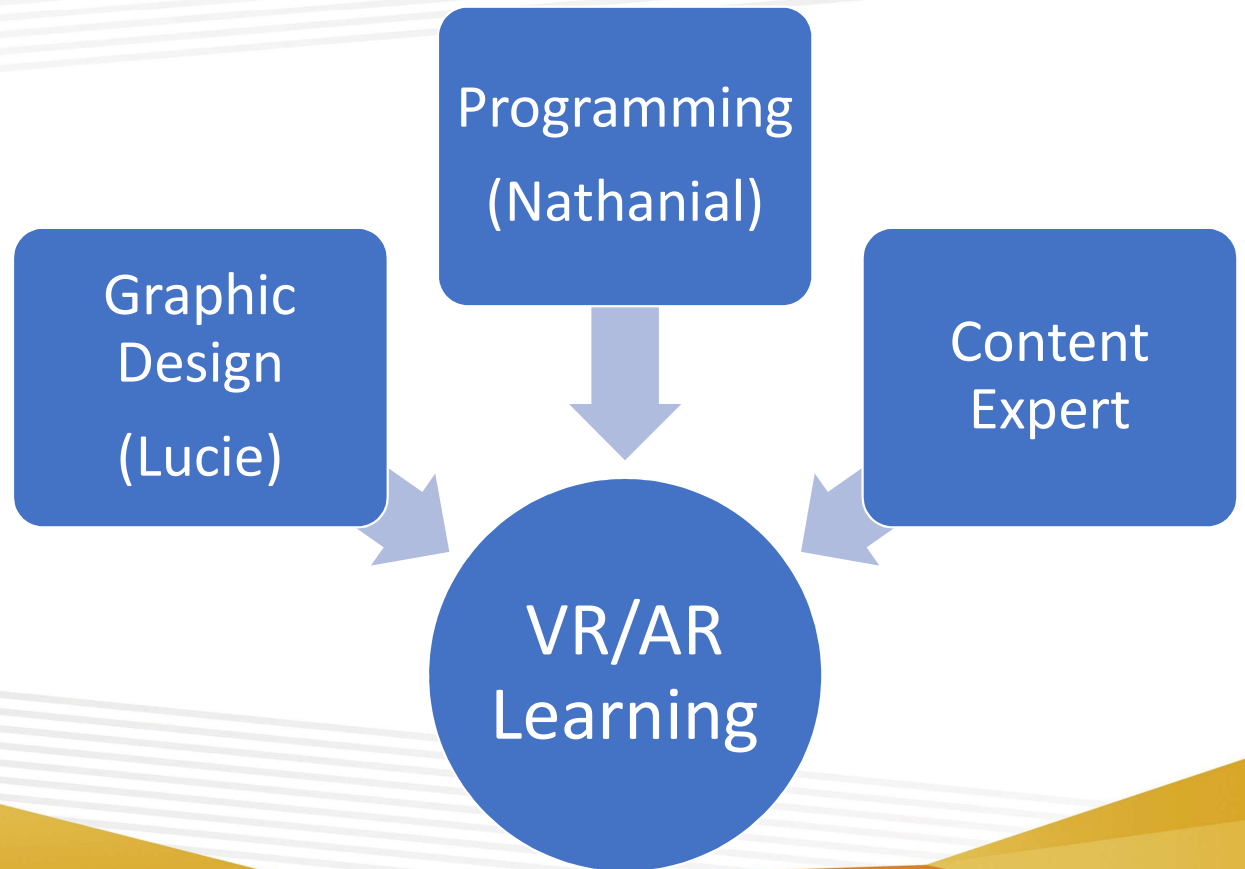 Programming
(Nathanial)
Graphic
Design
(Lucie)
Content
Expert
VR/AR
Learning